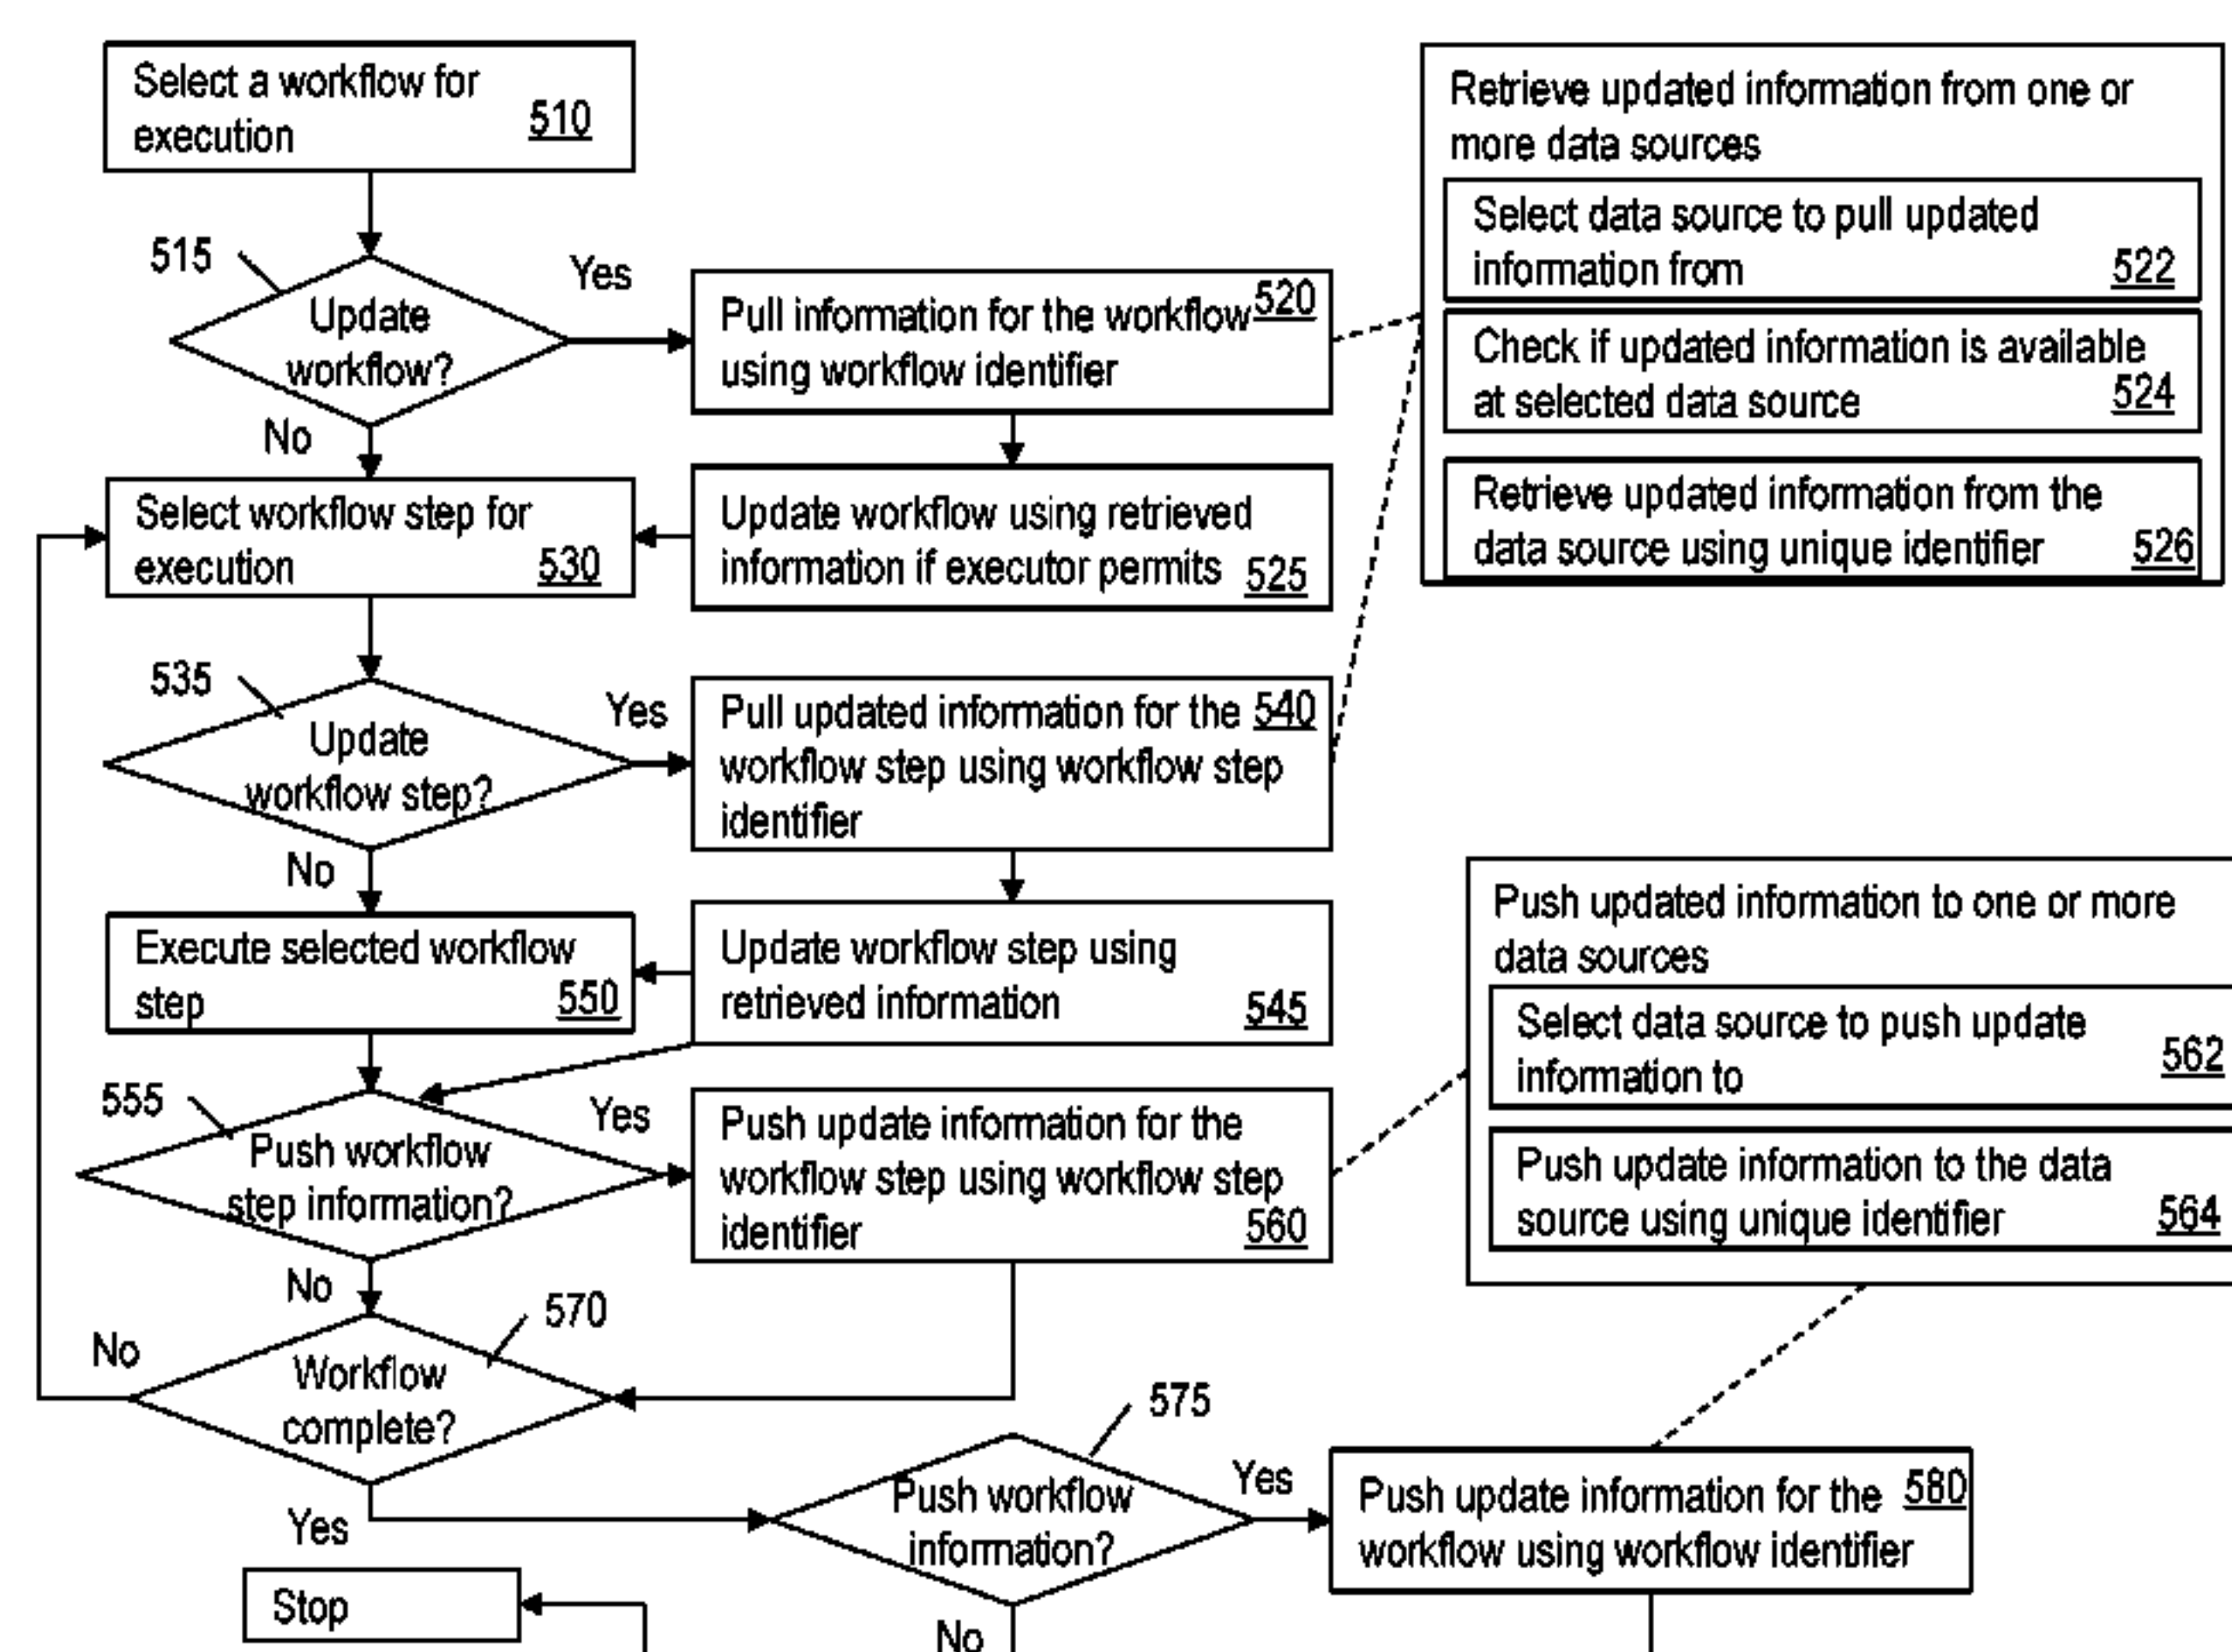 Select a workflow for
execution 510
515
Update
workflow?
Yes
No
Pull information for the workflow 520
using workflow identifier
Retrieve updated information from one or
more data sources
Select data source to pull updated
information from 522
Check if updated information is available
at selected data source 524
Retrieve updated information from the
data source using unique identifier 526
Select workflow step for
execution 530
Update workflow using retrieved
information if executor permits 525
535
Update
workflow step?
Yes
No
Pull updated information for the 540
workflow step using workflow step
identifier
Execute selected workflow
step 550
Update workflow step using
retrieved information 545
Push updated information to one or more
data sources
Select data source to push update
information to 562
Push update information to the data
source using unique identifier 564
555
Push workflow
step information?
Yes
No
Push update information for the
workflow step using workflow step
identifier 560
570
Workflow
complete?
No
Yes
575
Push workflow
information?
Yes
No
Push update information for the 580
workflow using workflow identifier
Stop